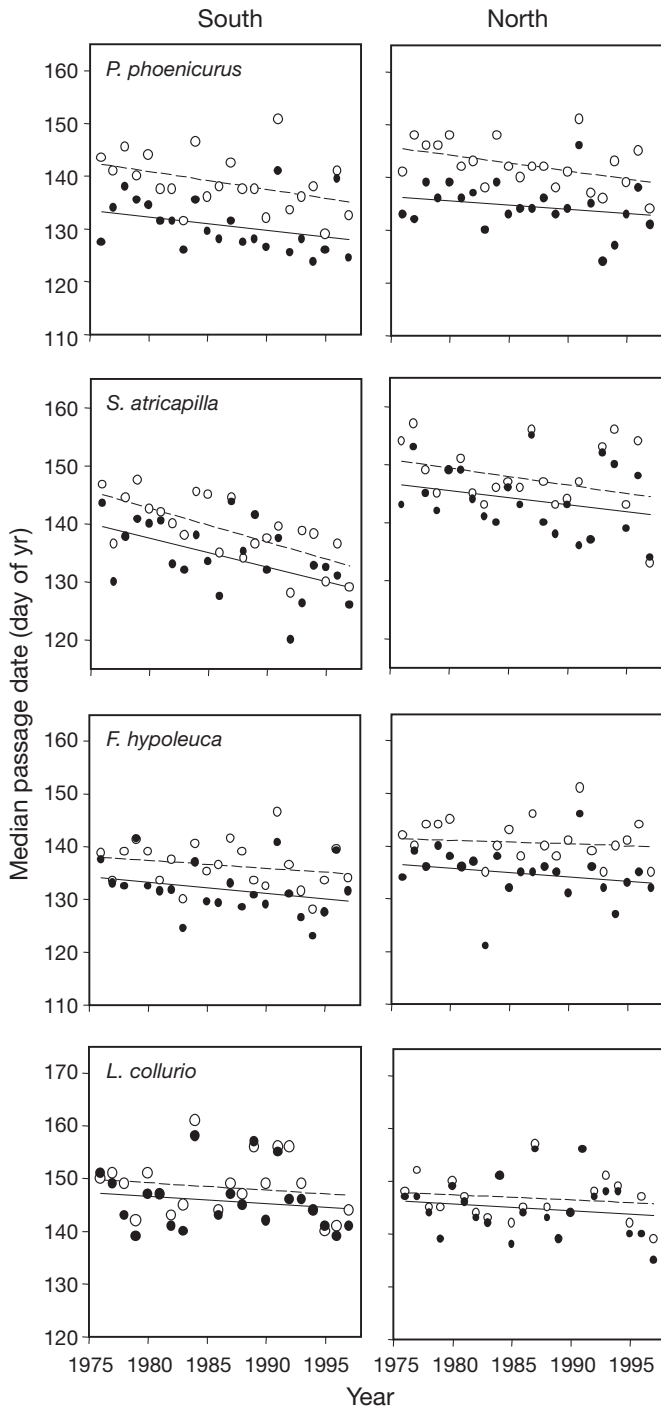 South North
P. phoenicurus
160
150
140
130
120
110
S. atricapilla
160
150
140
130
120
F. hypoleuca
160
150
140
130
120
110
L. collurio
170
160
150
140
130
120
1975 1980 1985 1990 1995 1975 1980 1985 1990 1995
Median passage date (day of yr)
Year